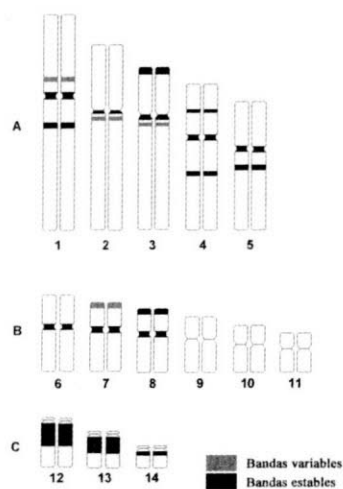 A
1 2 3 4 5
B
6 7 8 9 10 11
C
12 13 14
Bandas variables
Bandas estables